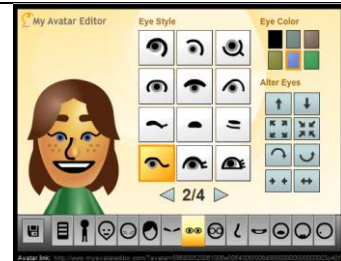 My Avatar Editor
Eye Style
Eye Color
Alter Eyes
2/4
Avatar link: